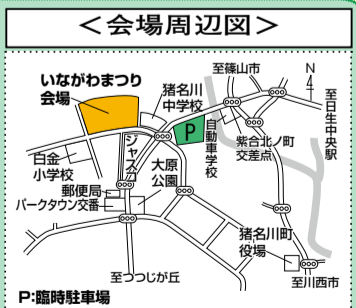 ＜会場周辺図＞
いながわまつり
会場
猪名川
中学校
至篠山市
N
至日生中央駅
P
自動車学校
紫合北ノ町
交差点
ジャスコ
白金
小学校
大原
公園
郵便局
パークタウン交番
猪名川町
役場
至つつじが丘
至川西市
P:臨時駐車場